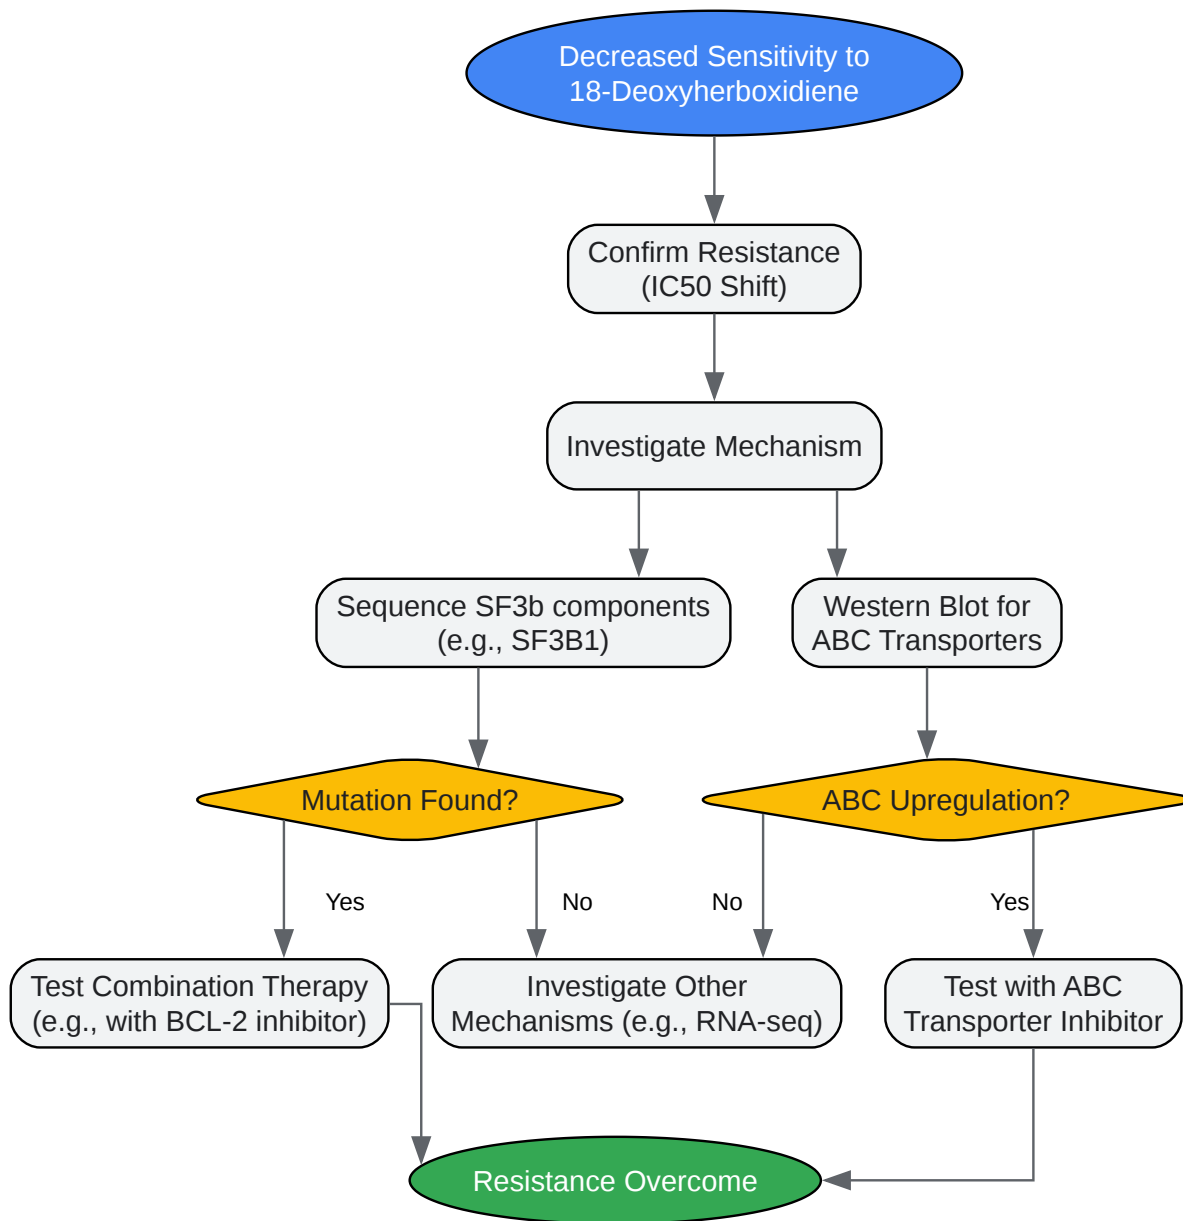 Decreased Sensitivity to
18-Deoxyherboxidiene
Confirm Resistance
(IC50 Shift)
Investigate Mechanism
Sequence SF3b components
(e.g., SF3B1)
Western Blot for
ABC Transporters
Mutation Found?
ABC Upregulation?
Yes
No
No
Yes
Test Combination Therapy
(e.g., with BCL-2 inhibitor)
Investigate Other
Mechanisms (e.g., RNA-seq)
Test with ABC
Transporter Inhibitor
Resistance Overcome